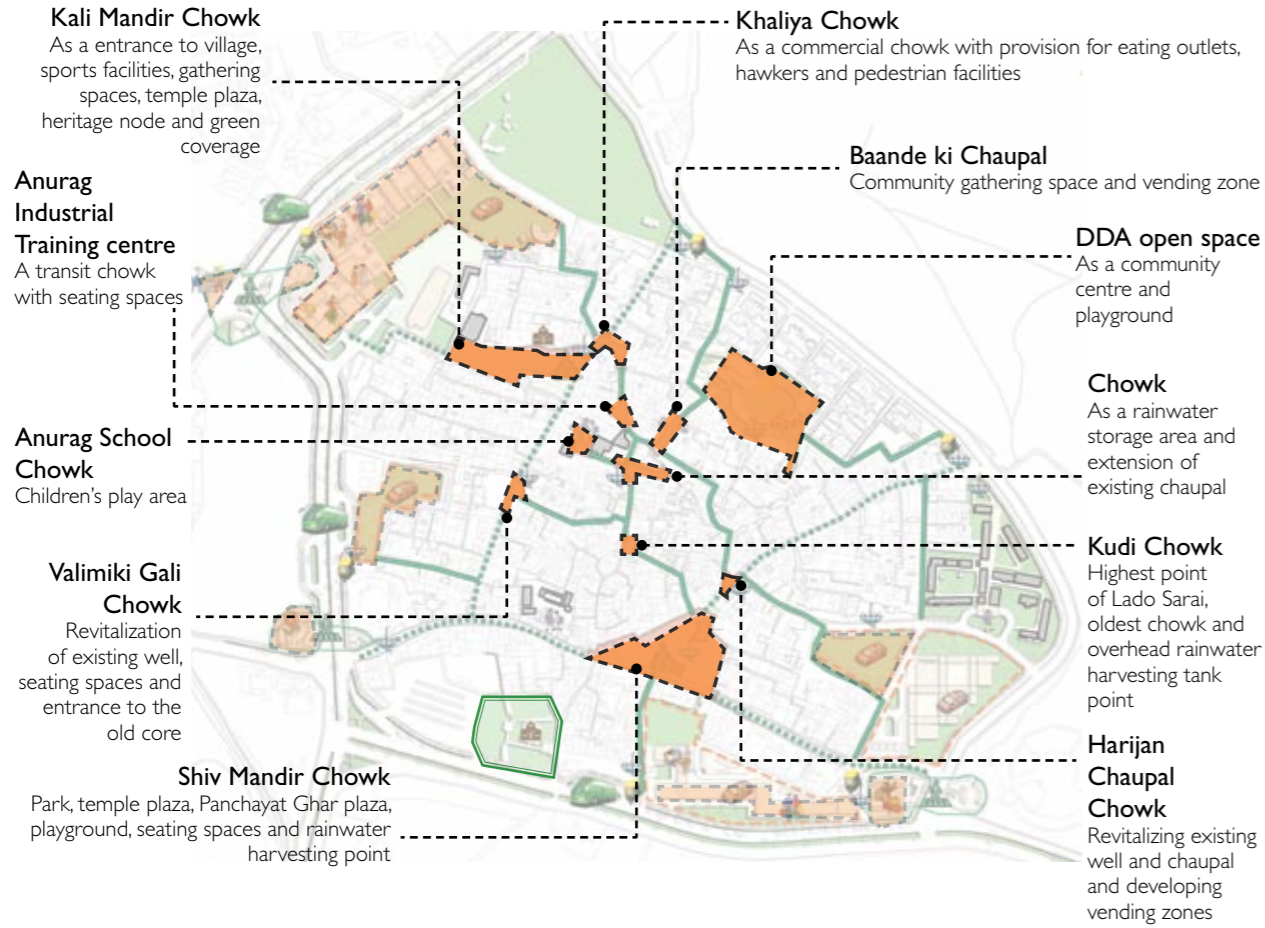 Kali Mandir Chowk
As a entrance to village,
sports facilities, gathering
spaces, temple plaza,
heritage node and green
coverage
Khaliya Chowk
As a commercial chowk with provision for eating outlets,
hawkers and pedestrian facilities
Baande ki Chaupal
Community gathering space and vending zone
Anurag
Industrial
Training centre
A transit chowk
with seating spaces
DDA open space
As a community
centre and
playground
Chowk
As a rainwater
storage area and
extension of
existing chaupal
Anurag School
Chowk
Children's play area
Kudi Chowk
Highest point
of Lado Sarai,
oldest chowk and
overhead rainwater
harvesting tank
point
Valimiki Gali
Chowk
Revitalization
of existing well,
seating spaces and
entrance to the
old core
Harijan
Chaupal
Chowk
Revitalizing existing
well and chaupal
and developing
vending zones
Shiv Mandir Chowk
Park, temple plaza, Panchayat Ghar plaza,
playground, seating spaces and rainwater
harvesting point